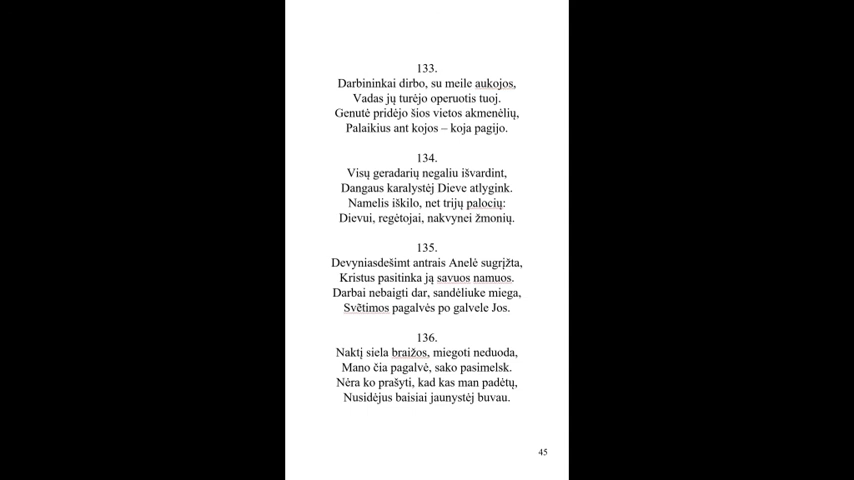 133.
Darbininkai dirbo, su meile aukojos,
Vadas jų turėjo operuotis tuoj.
Genutė pridėjo šios vietos akmenėlių,
Palaikius ant kojos – koja pagijo.
134.
Visų geradarių negaliu išvardint,
Dangaus karalystėj Dieve atlygink.
Namelis iškilo, net trijų palocių:
Dievui, regėtojai, nakvynei žmonių.
135.
Devyniasdešimt antrais Anelė sugrįžta,
Kristus pasitinka ją savuos namuos.
Darbai nebaigti dar, sandėliuke miega,
Svẽtimos pagalvės po galvele Jos.
136.
Naktį siela braižos, miegoti neduoda,
Mano čia pagalvė, sako pasimelsk.
Nėra ko prašyti, kad kas man padėtų,
Nusidėjus baisiai jaunystėj buvau.
45